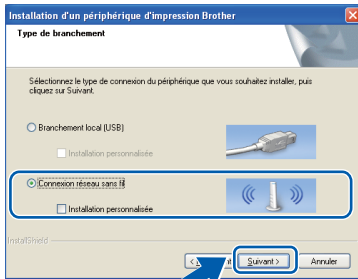 Installation d'un périphérique d'impression Brother
Type de branchement
Sélectionnez le type de connexion du périphérique que vous souhaitez installer, puis
cliquez sur Suivant.
Branchement local (USB)
Installation personnalisée
Connexion réseau sans fil
Installation personnalisée
InstallShield
Suivant >
Annuler